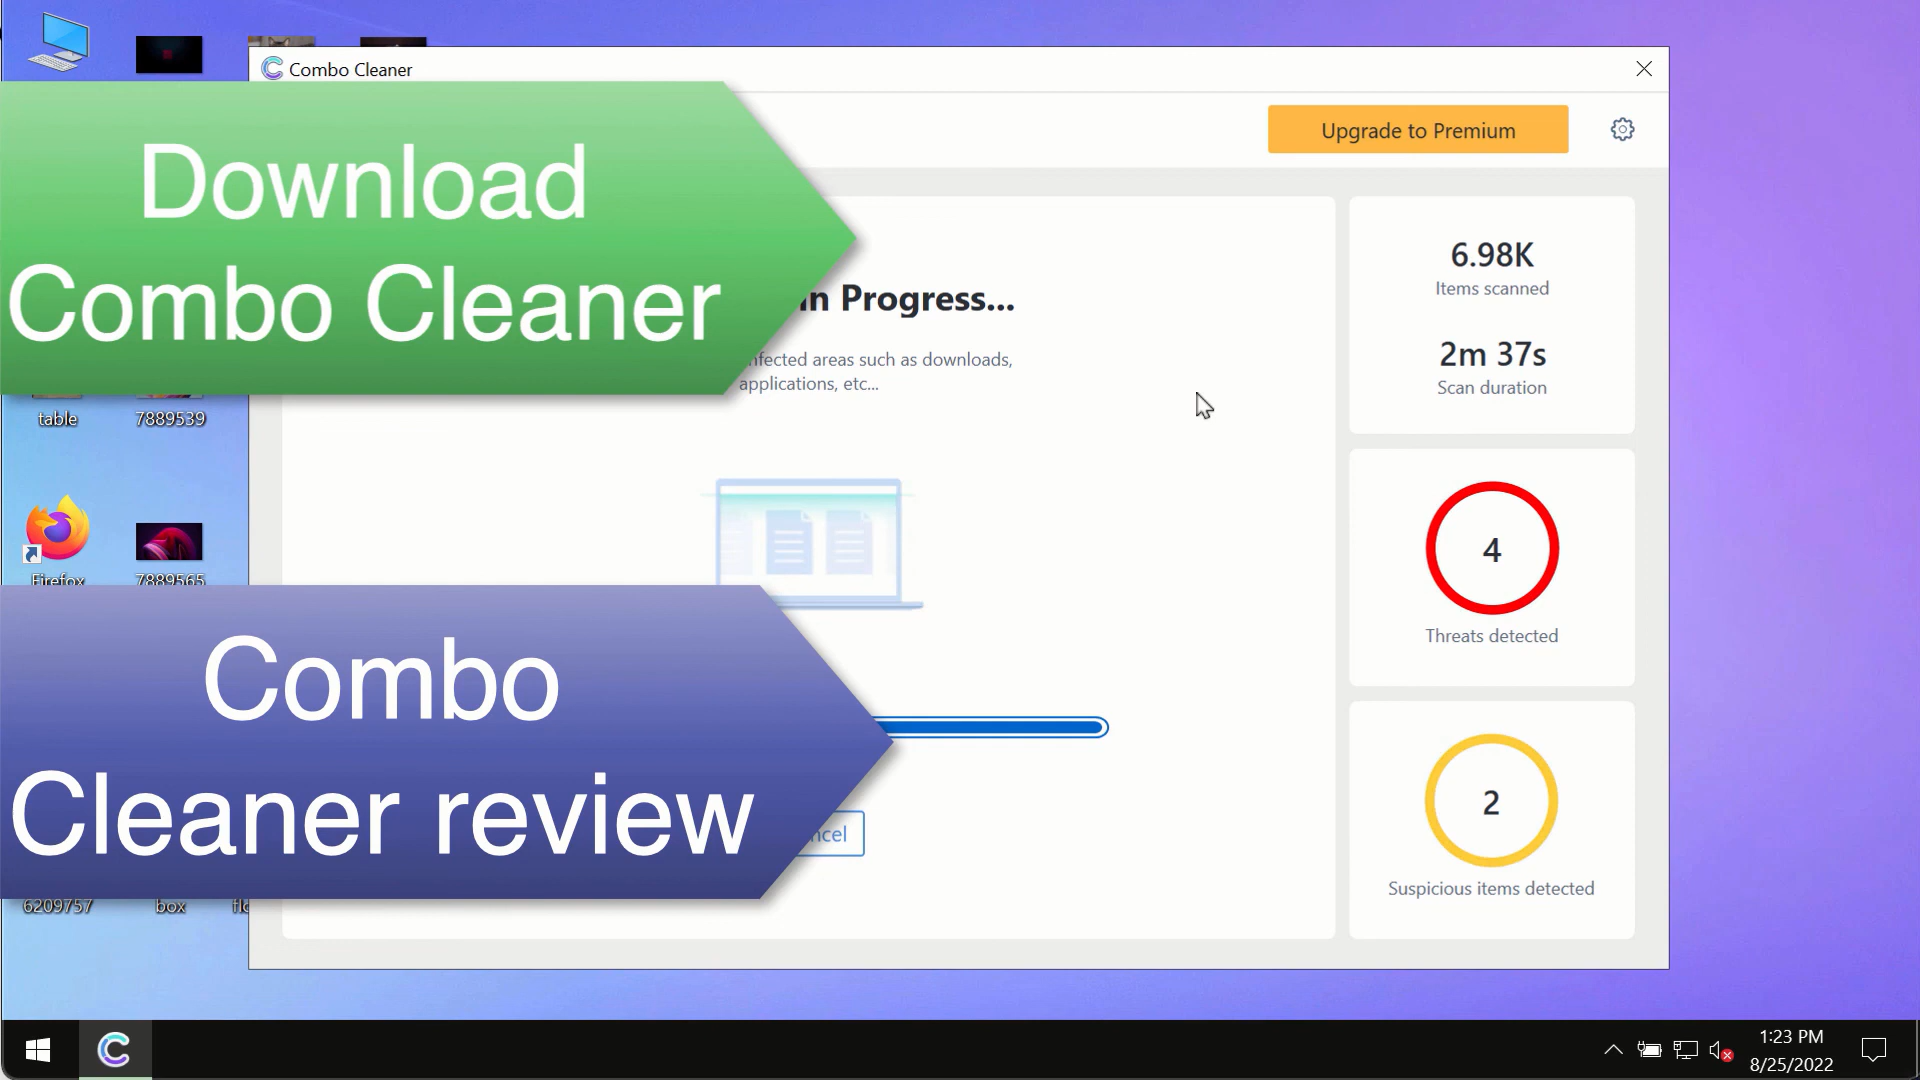 Combo Cleaner
Upgrade to Premium
Download
Combo Cleaner
in Progress...
infected areas such as downloads,
applications, etc...
6.98K
Items scanned
2m 37s
Scan duration
table
7889539
4
Threats detected
Firefox
7889565
Combo
Cleaner review
2
Suspicious items detected
6209757
box
1:23 PM
8/25/2022